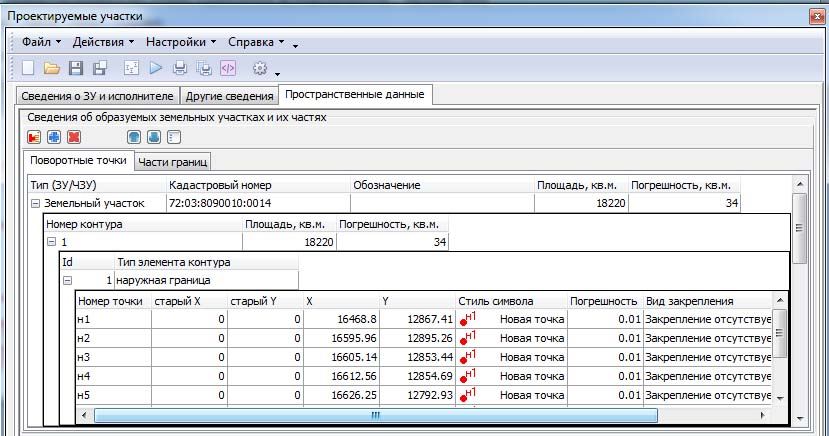 Проектируемые участки
Файл Действия Настройки Справка
Сведения о ЗУ и исполнителе Другие сведения Пространственные данные
Сведения об образуемых земельных участках и их частях
Поворотные точки Части границ
Тип (ЗУ/ЧЗУ) Кадастровый номер Обозначение Площадь, кв.м. Погрешность, кв.м.
Земельный участок 72:03:8090010:0014 18220 34
Номер контура Площадь, кв.м. Погрешность, кв.м.
1 18220 34
Id Тип элемента контура
1 наружная граница
Номер точки старый X старый Y X Y Стиль символа Погрешность Вид закрепления
н1 0 0 16468.8 12867.41 н1 Новая точка 0.01 Закрепление отсутствуе
н2 0 0 16595.96 12895.26 н1 Новая точка 0.01 Закрепление отсутствуе
н3 0 0 16605.14 12853.44 н1 Новая точка 0.01 Закрепление отсутствуе
н4 0 0 16612.56 12854.69 н1 Новая точка 0.01 Закрепление отсутствуе
н5 0 0 16626.25 12792.93 н1 Новая точка 0.01 Закрепление отсутствуе